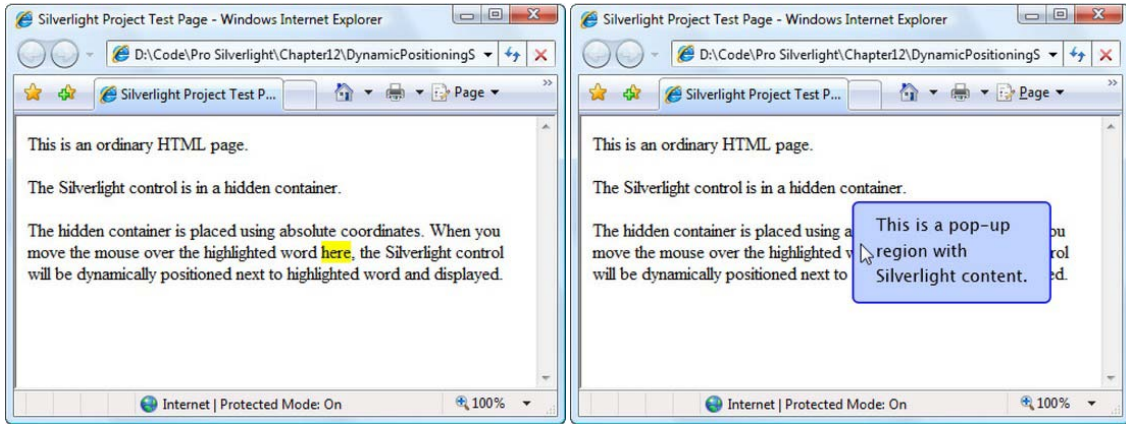 Silverlight Project Test Page - Windows Internet Explorer
D:\Code\Pro Silverlight\Chapter12\DynamicPositioningS
Silverlight Project Test P...
Page
This is an ordinary HTML page.
The Silverlight control is in a hidden container.
The hidden container is placed using absolute coordinates. When you
move the mouse over the highlighted word here, the Silverlight control
will be dynamically positioned next to highlighted word and displayed.
Internet | Protected Mode: On
100%
Silverlight Project Test Page - Windows Internet Explorer
D:\Code\Pro Silverlight\Chapter12\DynamicPositioningS
Silverlight Project Test P...
Page
This is an ordinary HTML page.
The Silverlight control is in a hidden container.
The hidden container is placed using a
move the mouse over the highlighted
will be dynamically positioned next to
This is a pop-up
region with
Silverlight content.
Internet | Protected Mode: On
100%